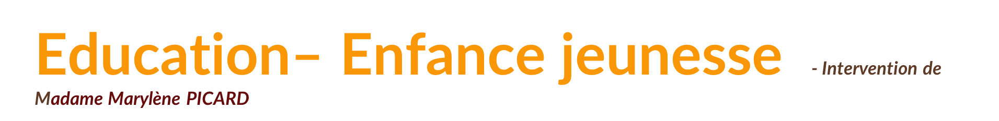 Education– Enfance jeunesse - Intervention de
Madame Marylène PICARD